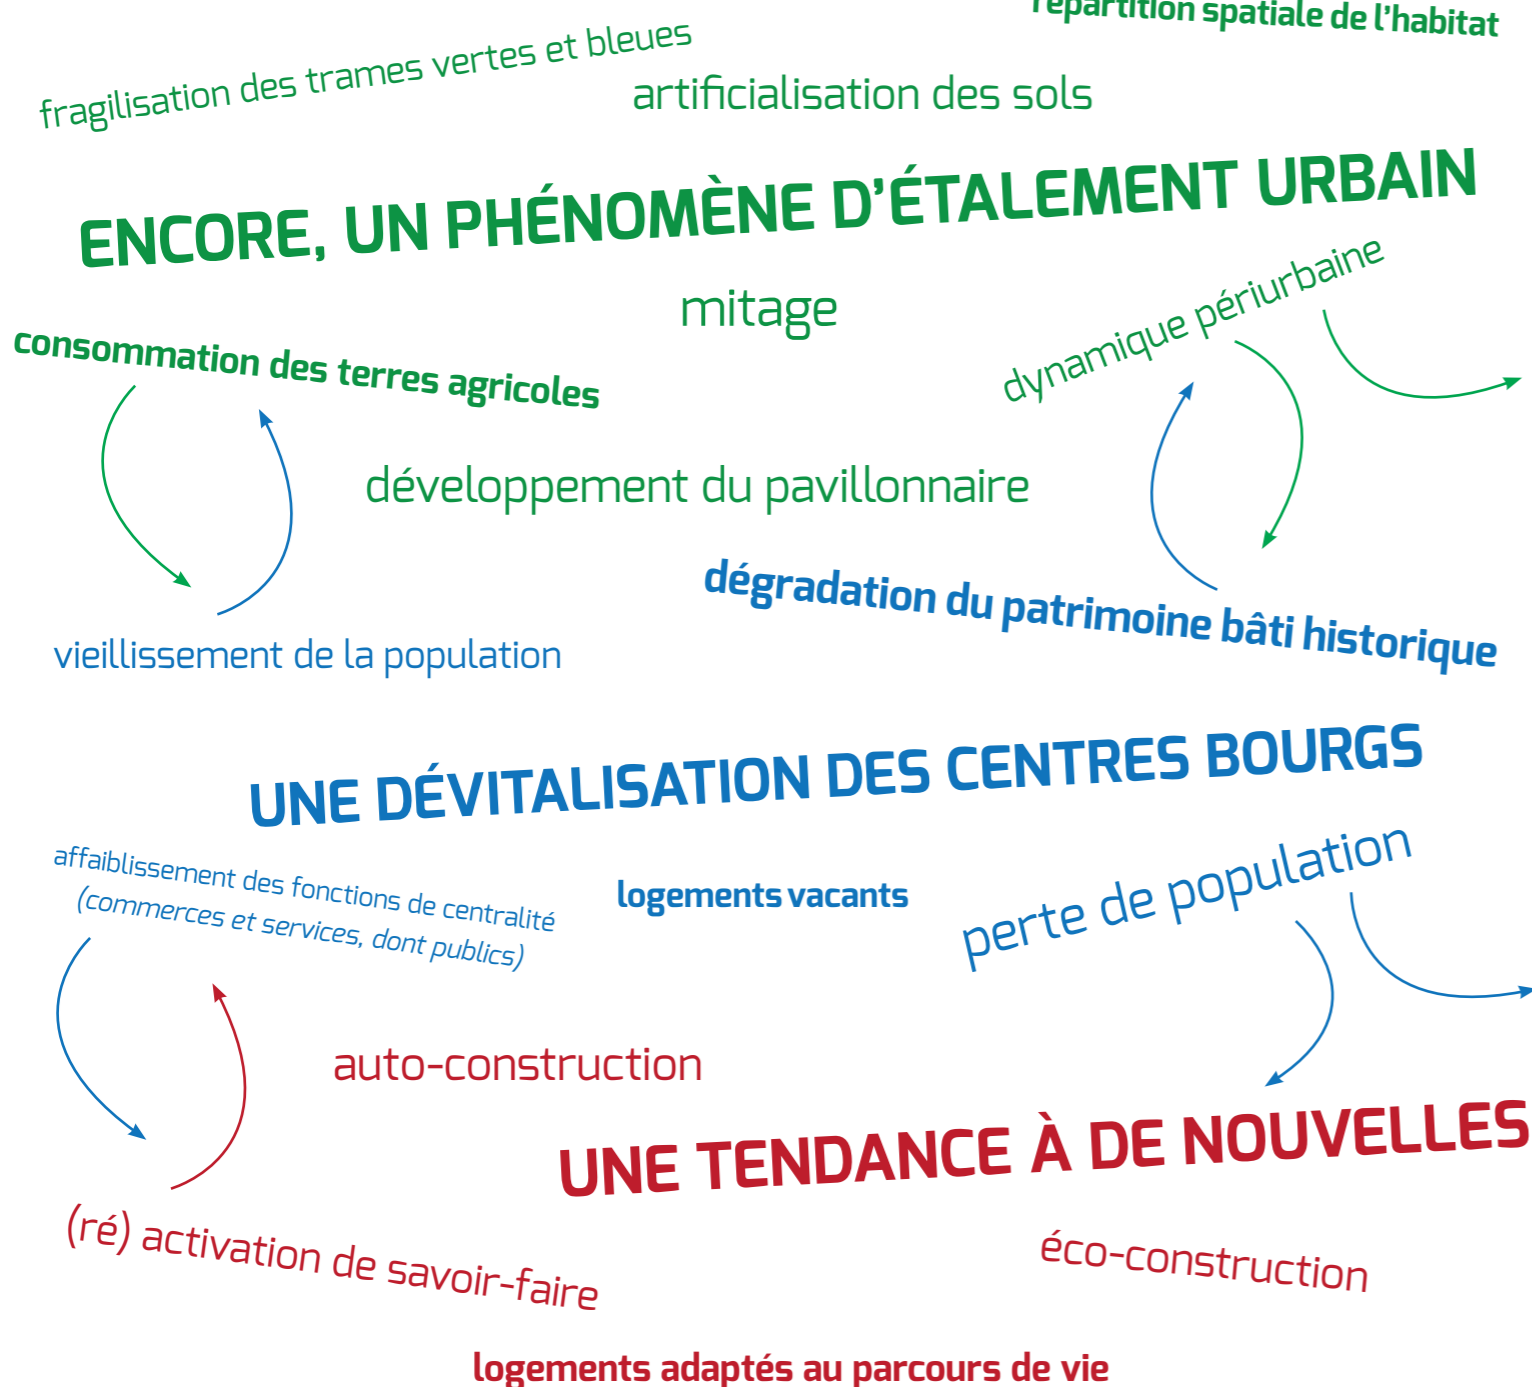 répartition spatiale de l'habitat
fragilisation des trames vertes et bleues
artificialisation des sols
ENCORE, UN PHÉNOMÈNE D'ÉTALEMENT URBAIN
mitage
dynamique périurbaine
consommation des terres agricoles
développement du pavillonnaire
dégradation du patrimoine bâti historique
vieillissement de la population
UNE DÉVITALISATION DES CENTRES BOURGS
affaiblissement des fonctions de centralité
(commerces et services, dont publics)
logements vacants
perte de population
auto-construction
UNE TENDANCE À DE NOUVELLES
(ré) activation de savoir-faire
éco-construction
logements adaptés au parcours de vie